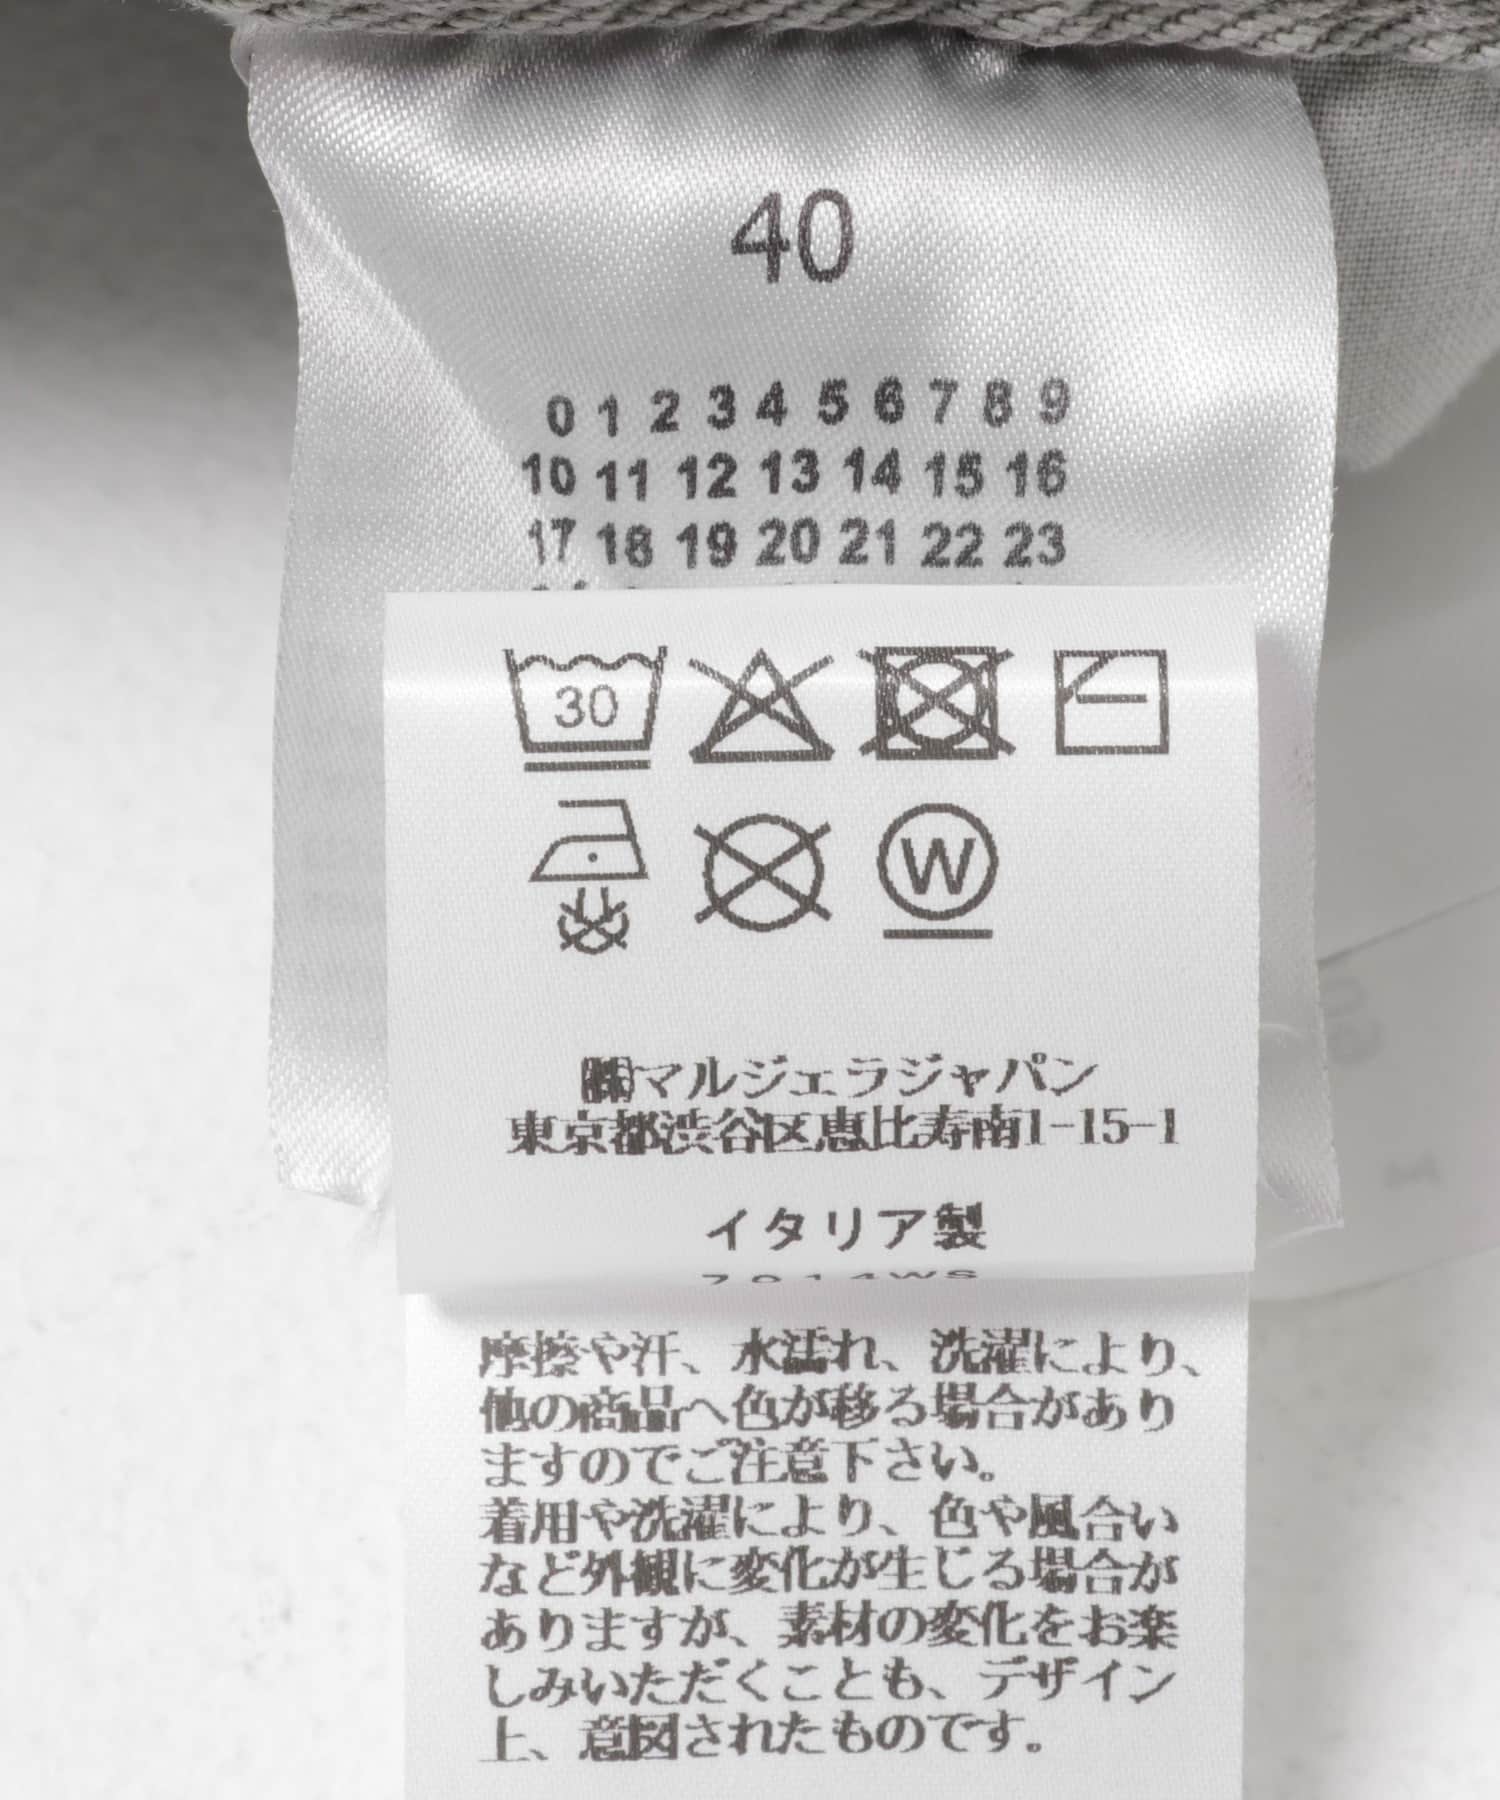 40
0 1 2 3 4 5 6 7 8 9
10 11 12 13 14 15 16
17 18 19 20 21 22 23
30
W
㈱マルジェラジャパン
東京都渋谷区恵比寿南1-15-1
イタリア製
摩擦や汗、水濡れ、洗濯により、
他の商品へ色が移る場合があり
ますのでご注意下さい。
着用や洗濯により、色や風合い
など外観に変化が生じる場合が
ありますが、素材の変化をお楽
しみいただくことも、デザイン
上、意図されたものです。